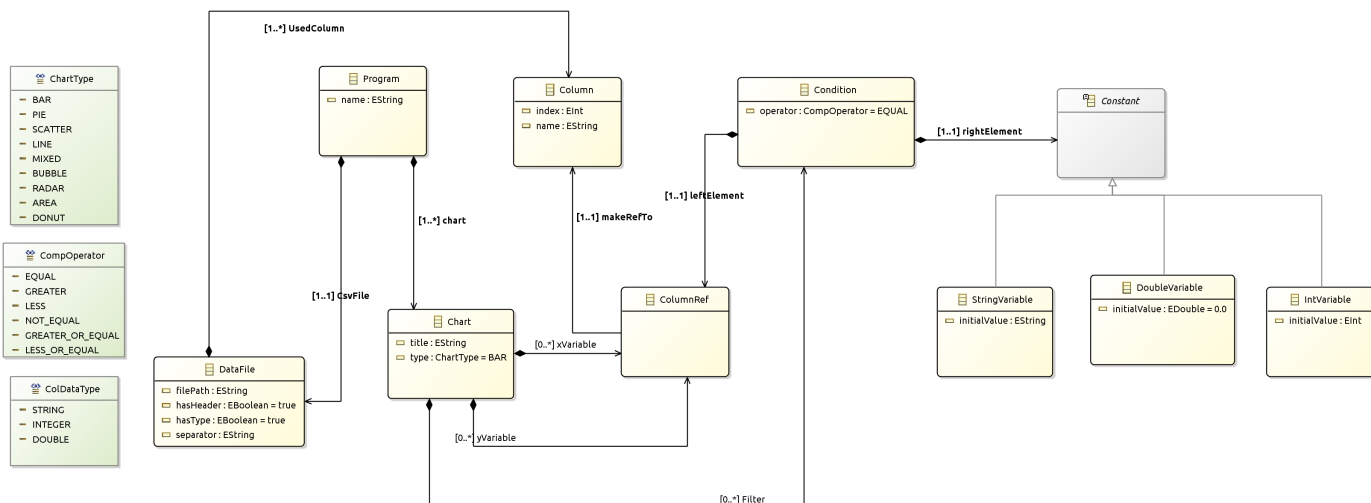 [1..*] UsedColumn
ChartType
BAR
PIE
SCATTER
LINE
MIXED
BUBBLE
RADAR
AREA
DONUT
Program
name : EString
Column
index : EInt
name : EString
Condition
operator : CompOperator = EQUAL
Constant
[1..1] rightElement
[1..1] leftElement
[1..*] chart
[1..1] makeRefTo
CompOperator
EQUAL
GREATER
LESS
NOT_EQUAL
GREATER_OR_EQUAL
LESS_OR_EQUAL
[1..1] CsvFile
ColumnRef
StringVariable
initialValue : EString
DoubleVariable
initialValue : EDouble = 0.0
IntVariable
initialValue : EInt
Chart
title : EString
type : ChartType = BAR
[0..*] xVariable
DataFile
filePath : EString
hasHeader : EBoolean = true
hasType : EBoolean = true
separator : EString
ColDataType
STRING
INTEGER
DOUBLE
[0..*] yVariable
[0..*] Filter